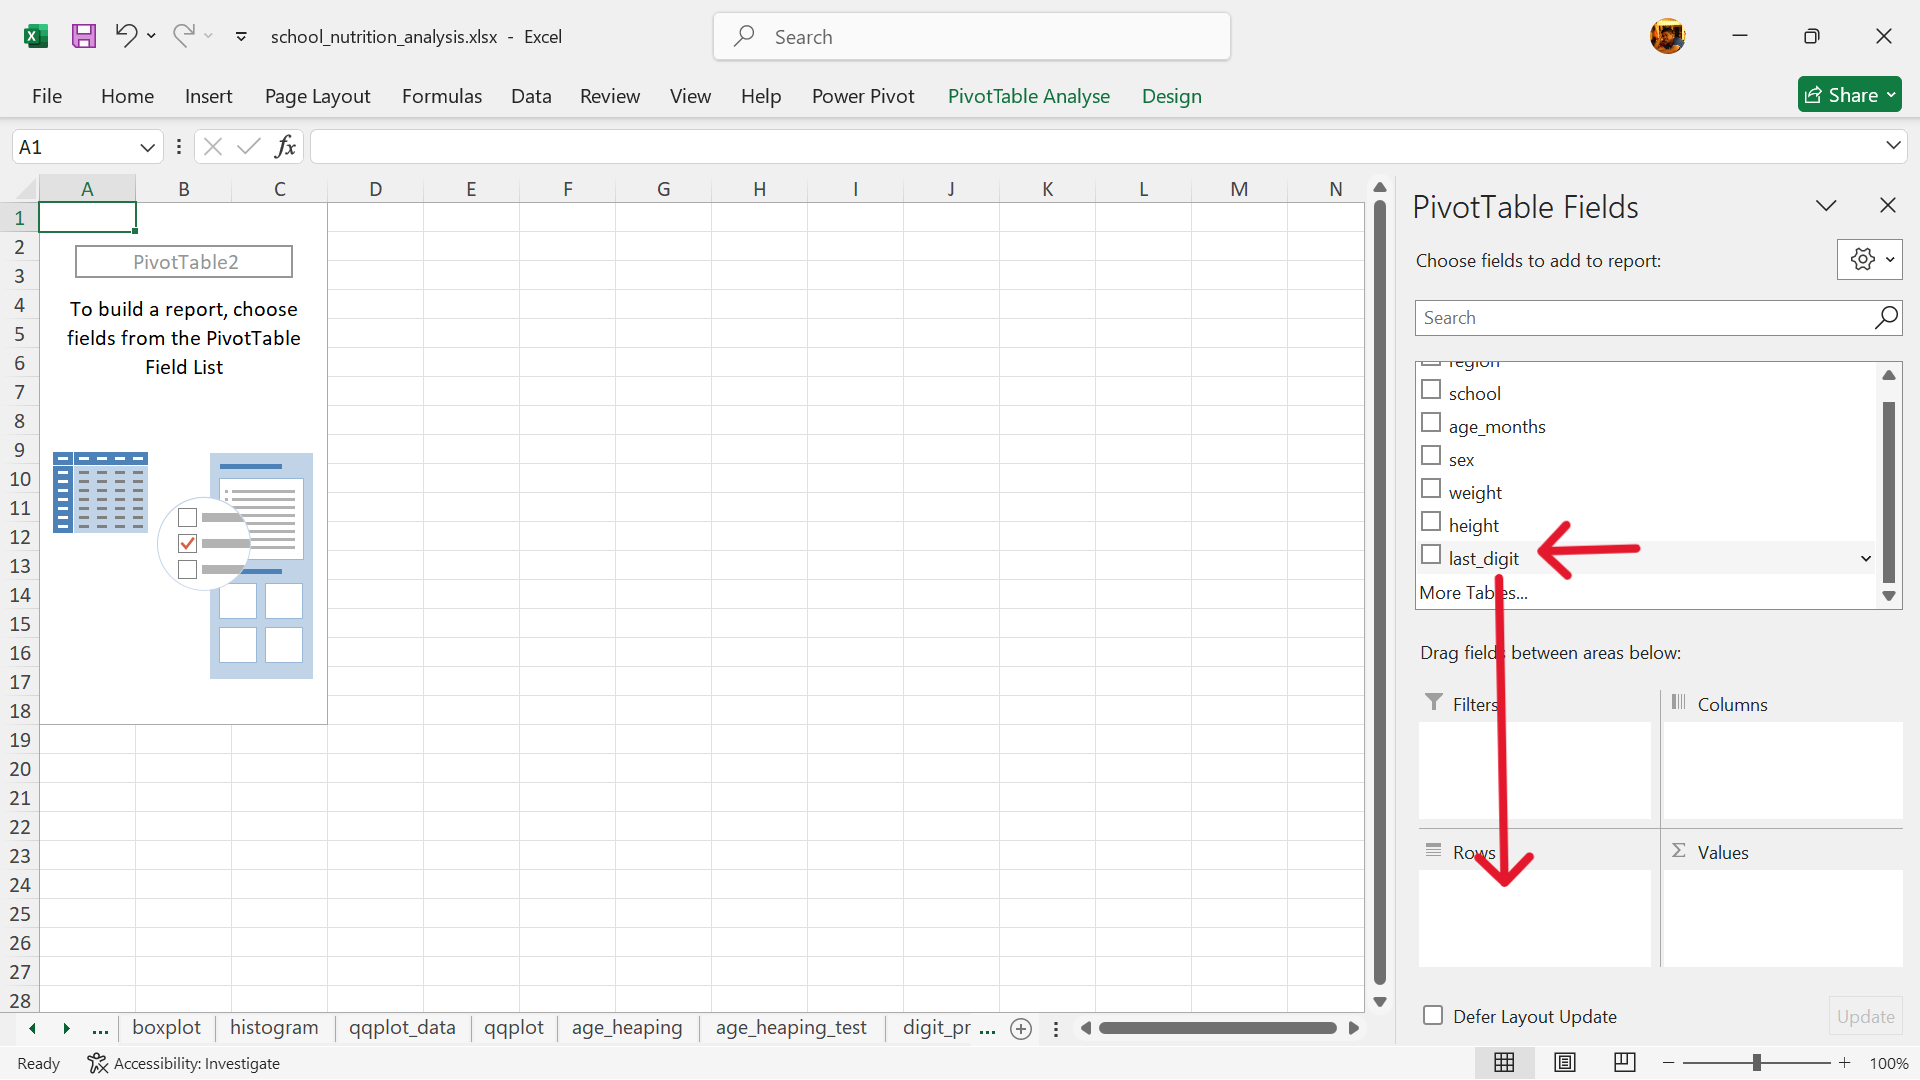 school_nutrition_analysis.xlsx - Excel
Search
File Home Insert Page Layout Formulas Data Review View Help Power Pivot PivotTable Analyse Design Share
A1 fx
A B C D E F G H I J K L M N
1
2
3
4
5
6
7
8
9
10
11
12
13
14
15
16
17
18
19
20
21
22
23
24
25
26
27
28
PivotTable2
To build a report, choose
fields from the PivotTable
Field List
PivotTable Fields
Choose fields to add to report:
Search
region
school
age_months
sex
weight
height
last_digit
More Tables...
Drag fields between areas below:
Filters
Columns
Rows
Σ Values
Defer Layout Update
Update
... boxplot histogram qqplot_data qqplot age_heaping age_heaping_test digit_pr ...
Ready Accessibility: Investigate 100%